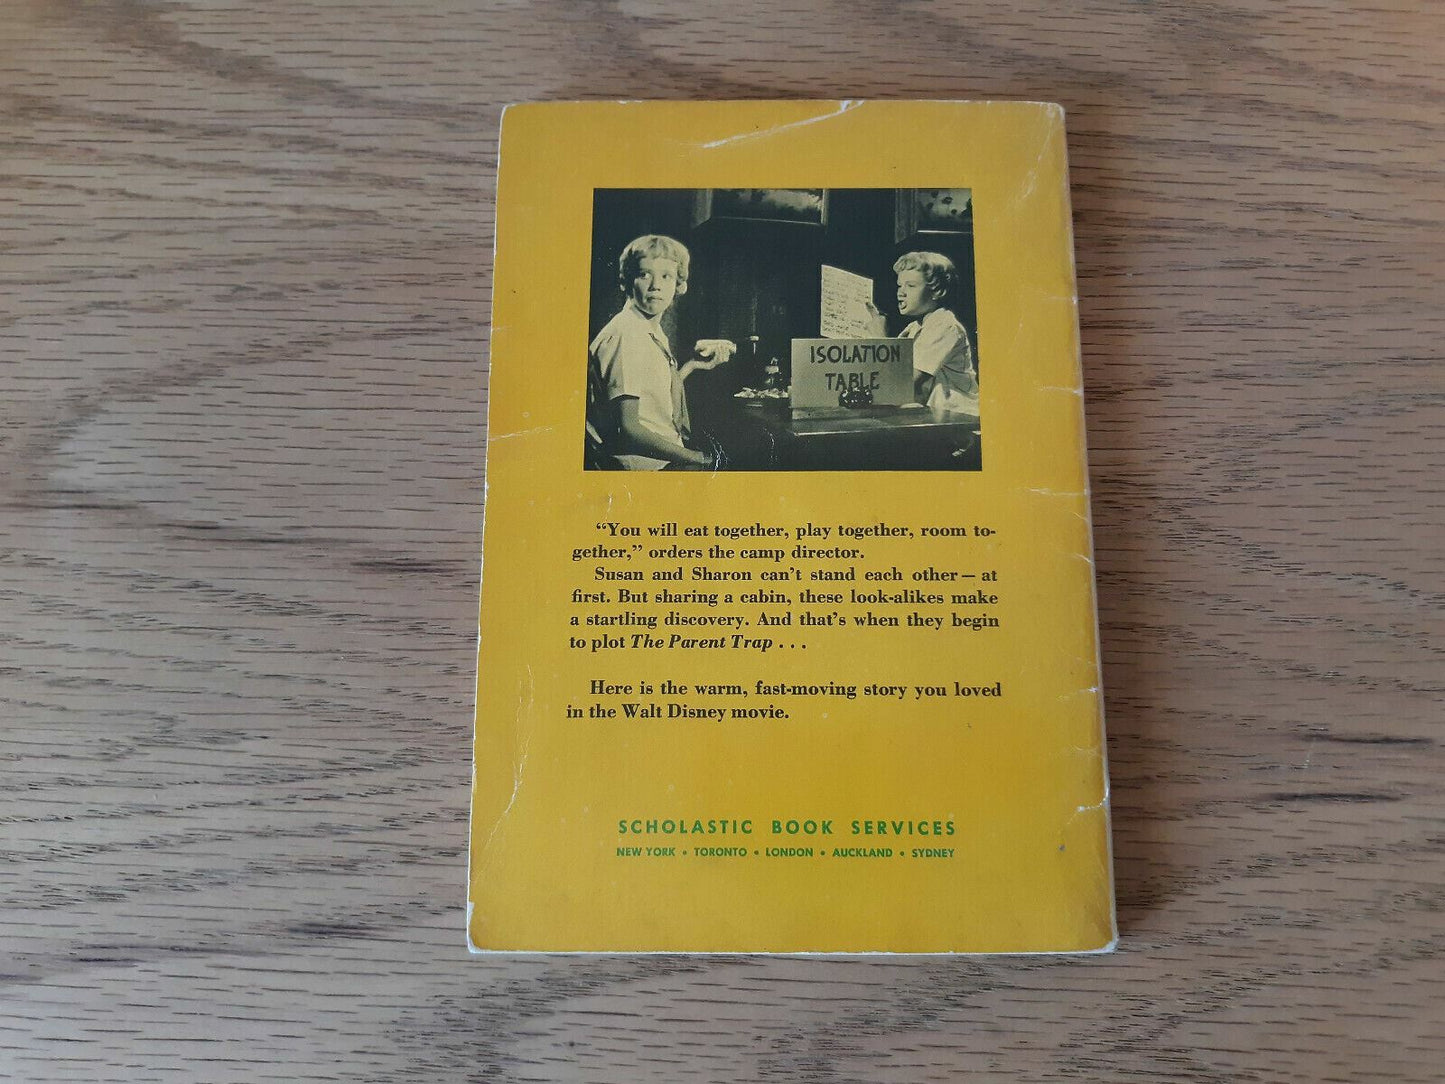 ISOLATION
TABLE
“You will eat together, play together, room to-
gether,” orders the camp director.
Susan and Sharon can't stand each other — at
first. But sharing a cabin, these look-alikes make
a startling discovery. And that's when they begin
to plot The Parent Trap . . .
Here is the warm, fast-moving story you loved
in the Walt Disney movie.
SCHOLASTIC BOOK SERVICES
NEW YORK • TORONTO • LONDON • AUCKLAND • SYDNEY